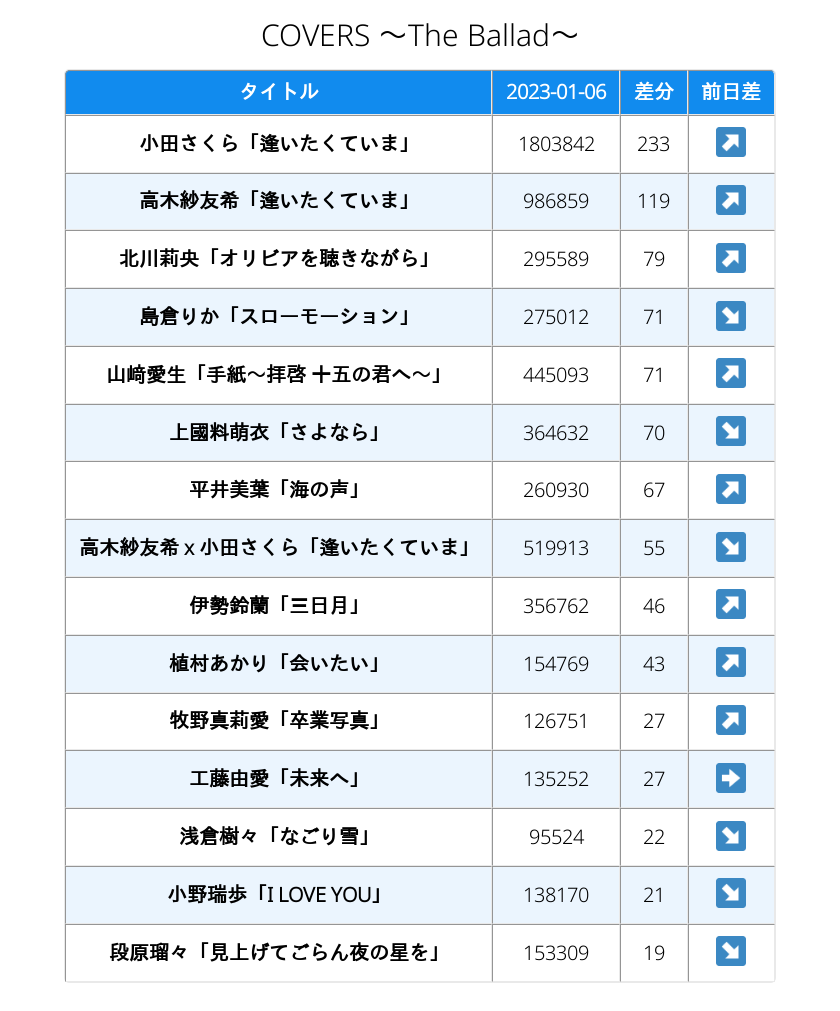 COVERS ～The Ballad～
タイトル 2023-01-06 差分 前日差
小田さくら「逢いたくていま」 1803842 233 ↗
高木紗友希「逢いたくていま」 986859 119 ↗
北川莉央「オリビアを聴きながら」 295589 79 ↗
島倉りか「スローモーション」 275012 71 ↘
山﨑愛生「手紙～拝啓 十五の君へ～」 445093 71 ↗
上國料萌衣「さよなら」 364632 70 ↘
平井美葉「海の声」 260930 67 ↗
高木紗友希 x 小田さくら「逢いたくていま」 519913 55 ↘
伊勢鈴蘭「三日月」 356762 46 ↗
植村あかり「会いたい」 154769 43 ↗
牧野真莉愛「卒業写真」 126751 27 ↗
工藤由愛「未来へ」 135252 27 ➡
浅倉樹々「なごり雪」 95524 22 ↘
小野瑞歩「I LOVE YOU」 138170 21 ↘
段原瑠々「見上げてごらん夜の星を」 153309 19 ↘